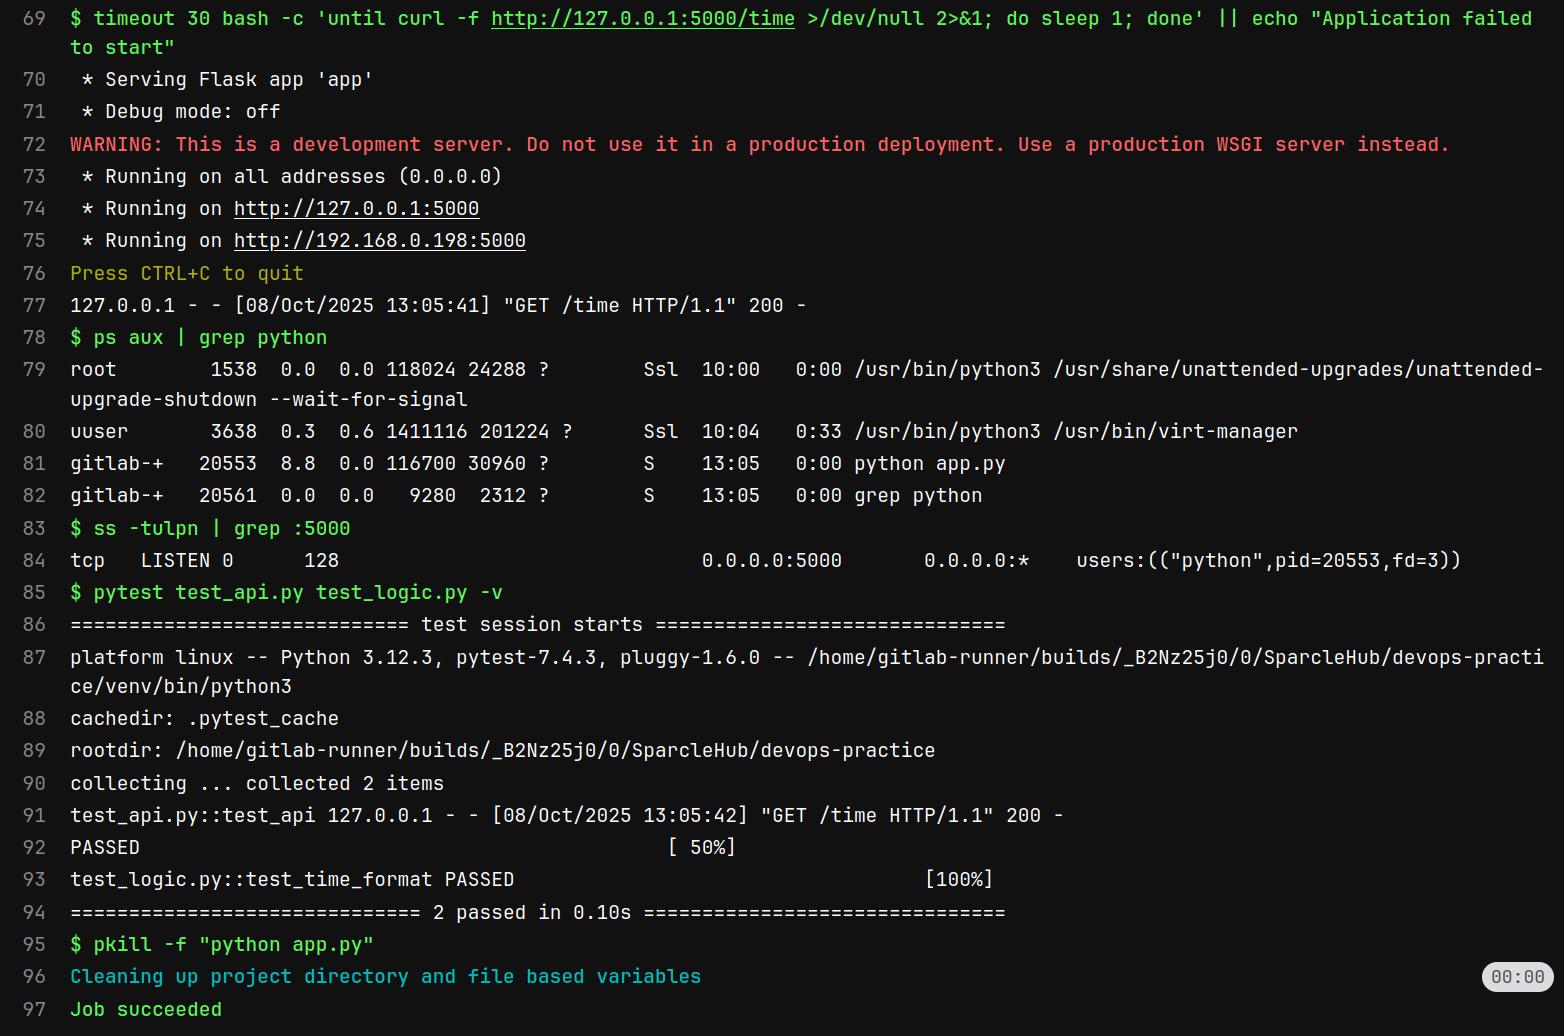 69 $ timeout 30 bash -c 'until curl -f http://127.0.0.1:5000/time >/dev/null 2>&1; do sleep 1; done' || echo "Application failed
to start"
70  * Serving Flask app 'app'
71  * Debug mode: off
72 WARNING: This is a development server. Do not use it in a production deployment. Use a production WSGI server instead.
73  * Running on all addresses (0.0.0.0)
74  * Running on http://127.0.0.1:5000
75  * Running on http://192.168.0.198:5000
76 Press CTRL+C to quit
77 127.0.0.1 - - [08/Oct/2025 13:05:41] "GET /time HTTP/1.1" 200 -
78 $ ps aux | grep python
79 root        1538  0.0  0.0 118024 24288 ?        Ssl  10:00   0:00 /usr/bin/python3 /usr/share/unattended-upgrades/unattended-
upgrade-shutdown --wait-for-signal
80 uuser       3638  0.3  0.6 1411116 201224 ?      Ssl  10:04   0:33 /usr/bin/python3 /usr/bin/virt-manager
81 gitlab-+   20553  8.8  0.0 116700 30960 ?        S    13:05   0:00 python app.py
82 gitlab-+   20561  0.0  0.0   9280  2312 ?        S    13:05   0:00 grep python
83 $ ss -tulpn | grep :5000
84 tcp   LISTEN 0      128                               0.0.0.0:5000       0.0.0.0:*    users:(("python",pid=20553,fd=3))
85 $ pytest test_api.py test_logic.py -v
86 ============================= test session starts ==============================
87 platform linux -- Python 3.12.3, pytest-7.4.3, pluggy-1.6.0 -- /home/gitlab-runner/builds/_B2Nz25j0/0/SparcleHub/devops-practi
ce/venv/bin/python3
88 cachedir: .pytest_cache
89 rootdir: /home/gitlab-runner/builds/_B2Nz25j0/0/SparcleHub/devops-practice
90 collecting ... collected 2 items
91 test_api.py::test_api 127.0.0.1 - - [08/Oct/2025 13:05:42] "GET /time HTTP/1.1" 200 -
92 PASSED                                             [ 50%]
93 test_logic.py::test_time_format PASSED                                   [100%]
94 ============================== 2 passed in 0.10s ===============================
95 $ pkill -f "python app.py"
96 Cleaning up project directory and file based variables 00:00
97 Job succeeded